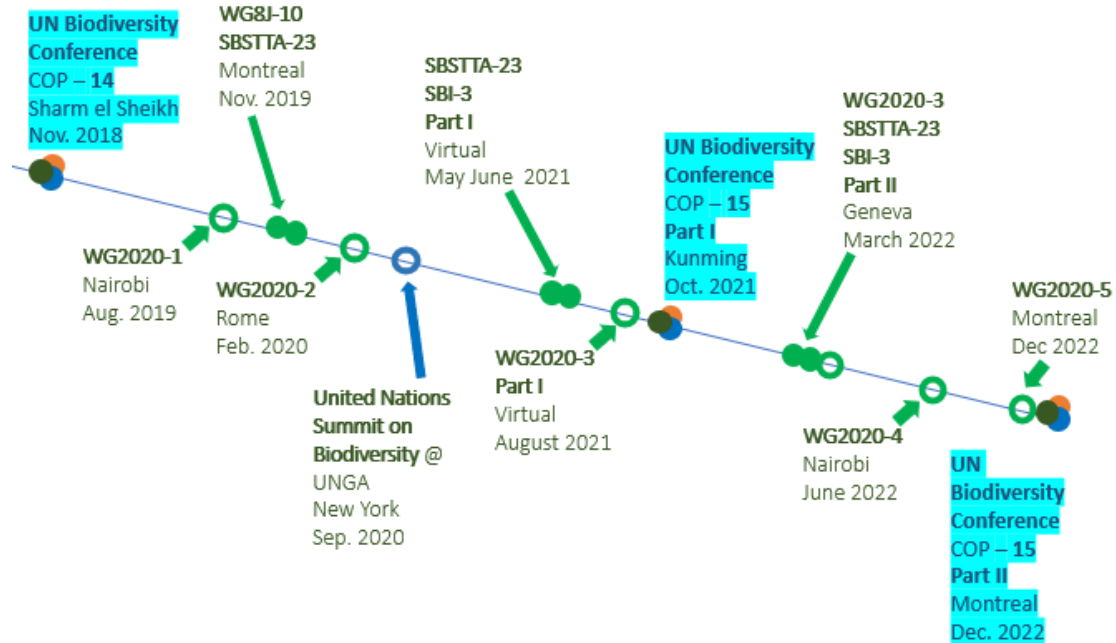 UN Biodiversity
Conference
COP – 14
Sharm el Sheikh
Nov. 2018
WG2020-1
Nairobi
Aug. 2019
WG8J-10
SBSTTA-23
Montreal
Nov. 2019
WG2020-2
Rome
Feb. 2020
United Nations
Summit on
Biodiversity @
UNGA
New York
Sep. 2020
SBSTTA-23
SBI-3
Part I
Virtual
May June 2021
WG2020-3
Part I
Virtual
August 2021
UN Biodiversity
Conference
COP – 15
Part I
Kunming
Oct. 2021
WG2020-3
SBSTTA-23
SBI-3
Part II
Geneva
March 2022
WG2020-4
Nairobi
June 2022
WG2020-5
Montreal
Dec 2022
UN
Biodiversity
Conference
COP – 15
Part II
Montreal
Dec. 2022